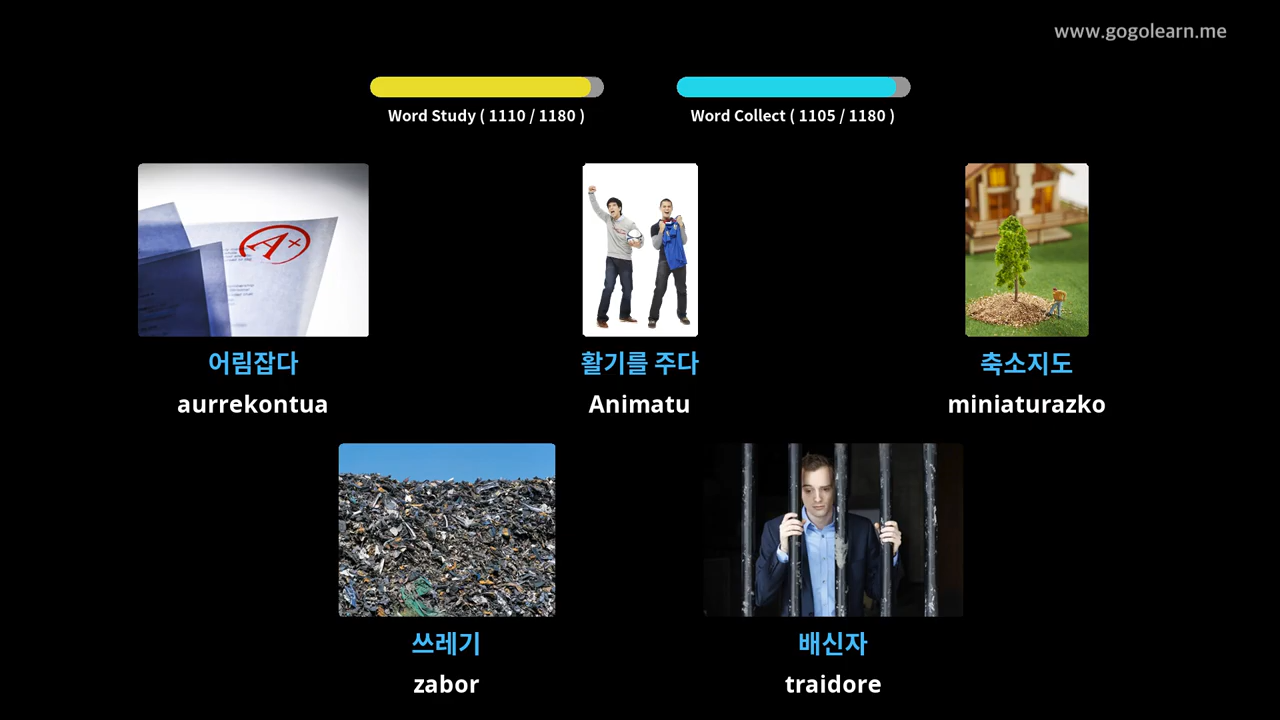 www.gogolearn.me
Word Study ( 1110 / 1180 )
Word Collect ( 1105 / 1180 )
A+
어림잡다
aurrekontua
활기를 주다
Animatu
축소지도
miniaturazko
쓰레기
zabor
배신자
traidore